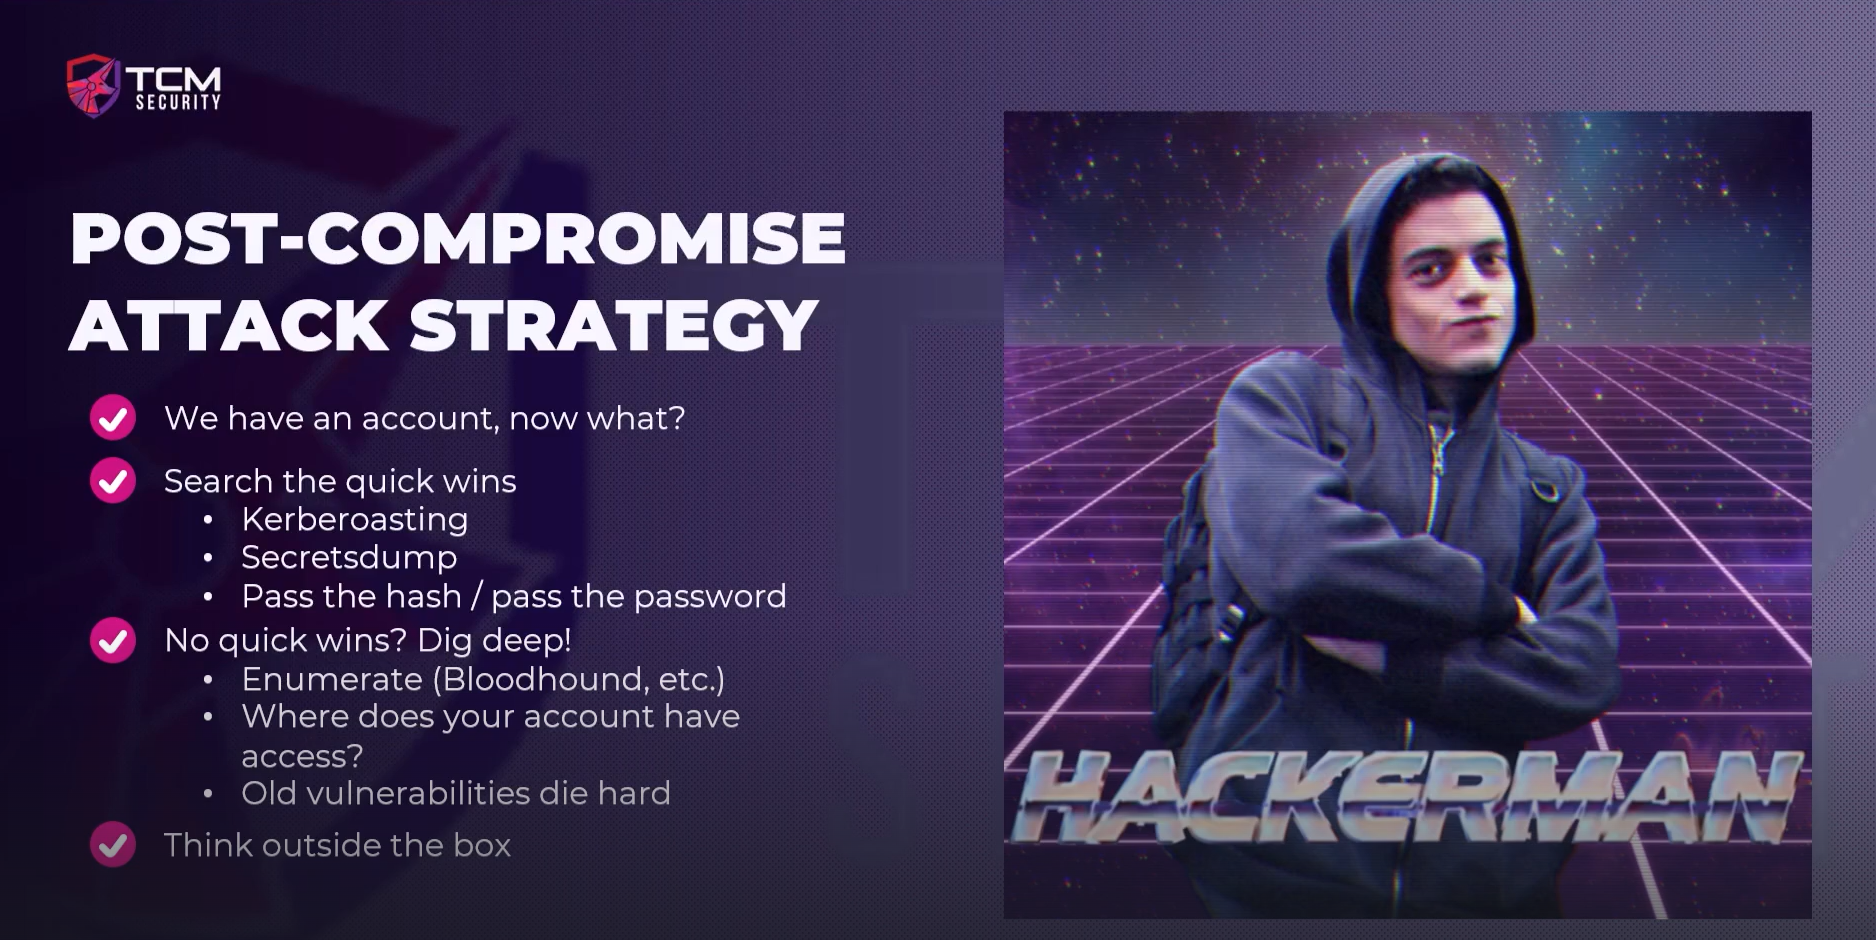 TCM
SECURITY
POST-COMPROMISE
ATTACK STRATEGY
We have an account, now what?
Search the quick wins
• Kerberoasting
• Secretsdump
• Pass the hash / pass the password
No quick wins? Dig deep!
• Enumerate (Bloodhound, etc.)
• Where does your account have
access?
• Old vulnerabilities die hard
Think outside the box
HACKERMAN